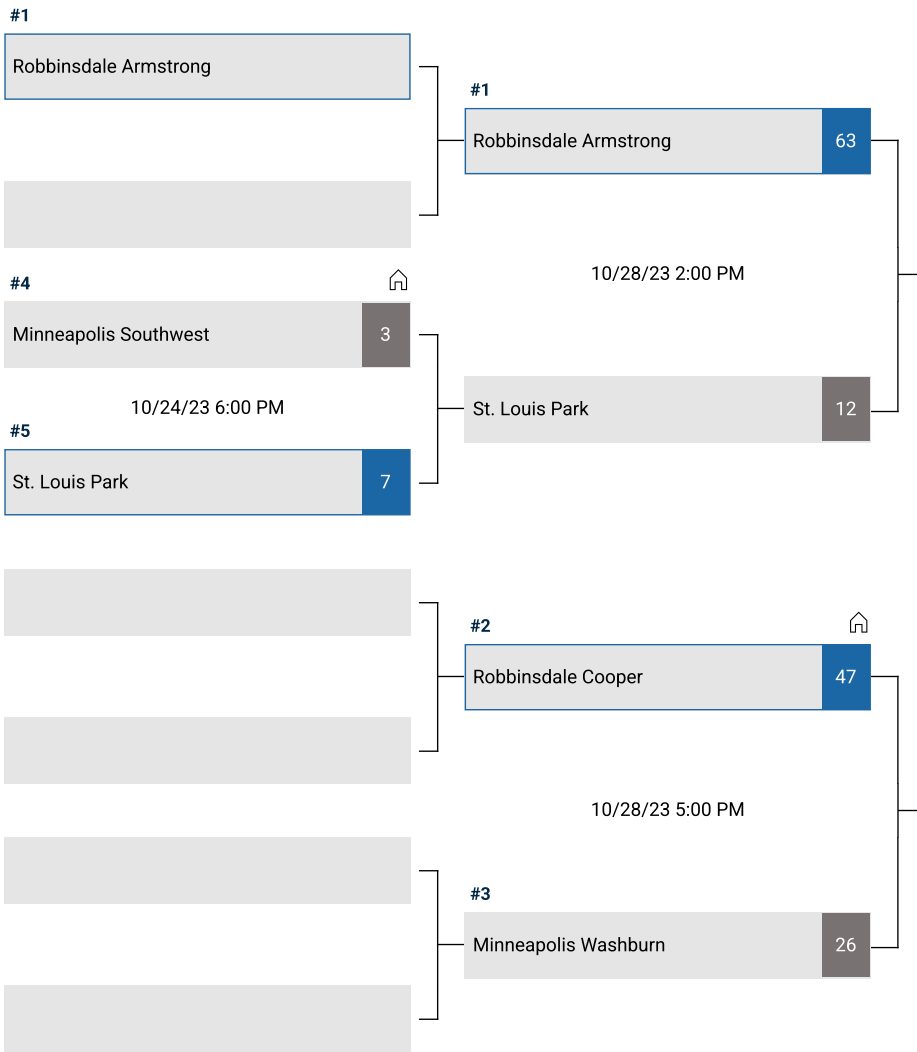 #1
Robbinsdale Armstrong
#1
Robbinsdale Armstrong 63
10/28/23 2:00 PM
#4
Minneapolis Southwest 3
10/24/23 6:00 PM
St. Louis Park 12
#5
St. Louis Park 7
#2
Robbinsdale Cooper 47
10/28/23 5:00 PM
#3
Minneapolis Washburn 26